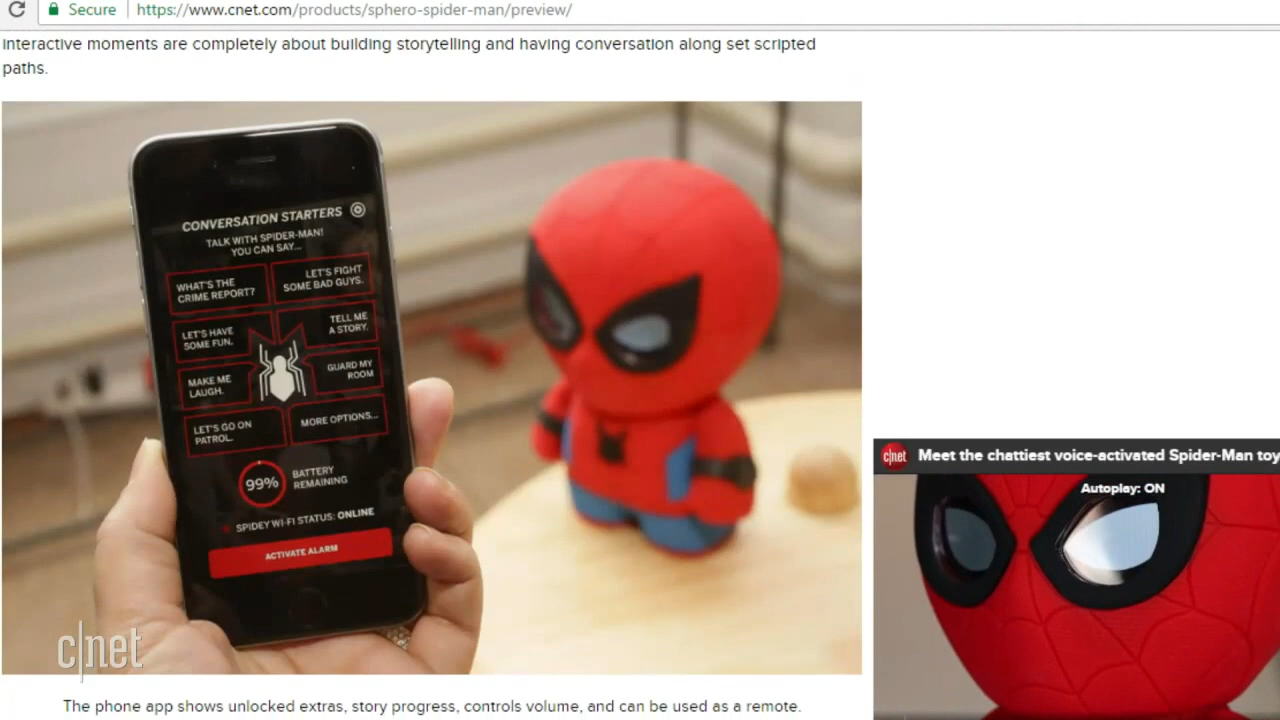 Secure
https://www.cnet.com/products/sphero-spider-man/preview/
interactive moments are completely about building storytelling and having conversation along set scripted
paths.
CONVERSATION STARTERS
TALK WITH SPIDER-MAN!
YOU CAN SAY...
WHAT'S THE
CRIME REPORT?
LET'S FIGHT
SOME BAD GUYS.
LET'S HAVE
SOME FUN.
TELL ME
A STORY.
MAKE ME
LAUGH.
GUARD MY
ROOM
LET'S GO ON
PATROL.
MORE OPTIONS...
99%
BATTERY
REMAINING
SPIDEY WI-FI STATUS: ONLINE
ACTIVATE ALARM
c|net
The phone app shows unlocked extras, story progress, controls volume, and can be used as a remote.
c|net
Meet the chattiest voice-activated Spider-Man toy
Autoplay: ON